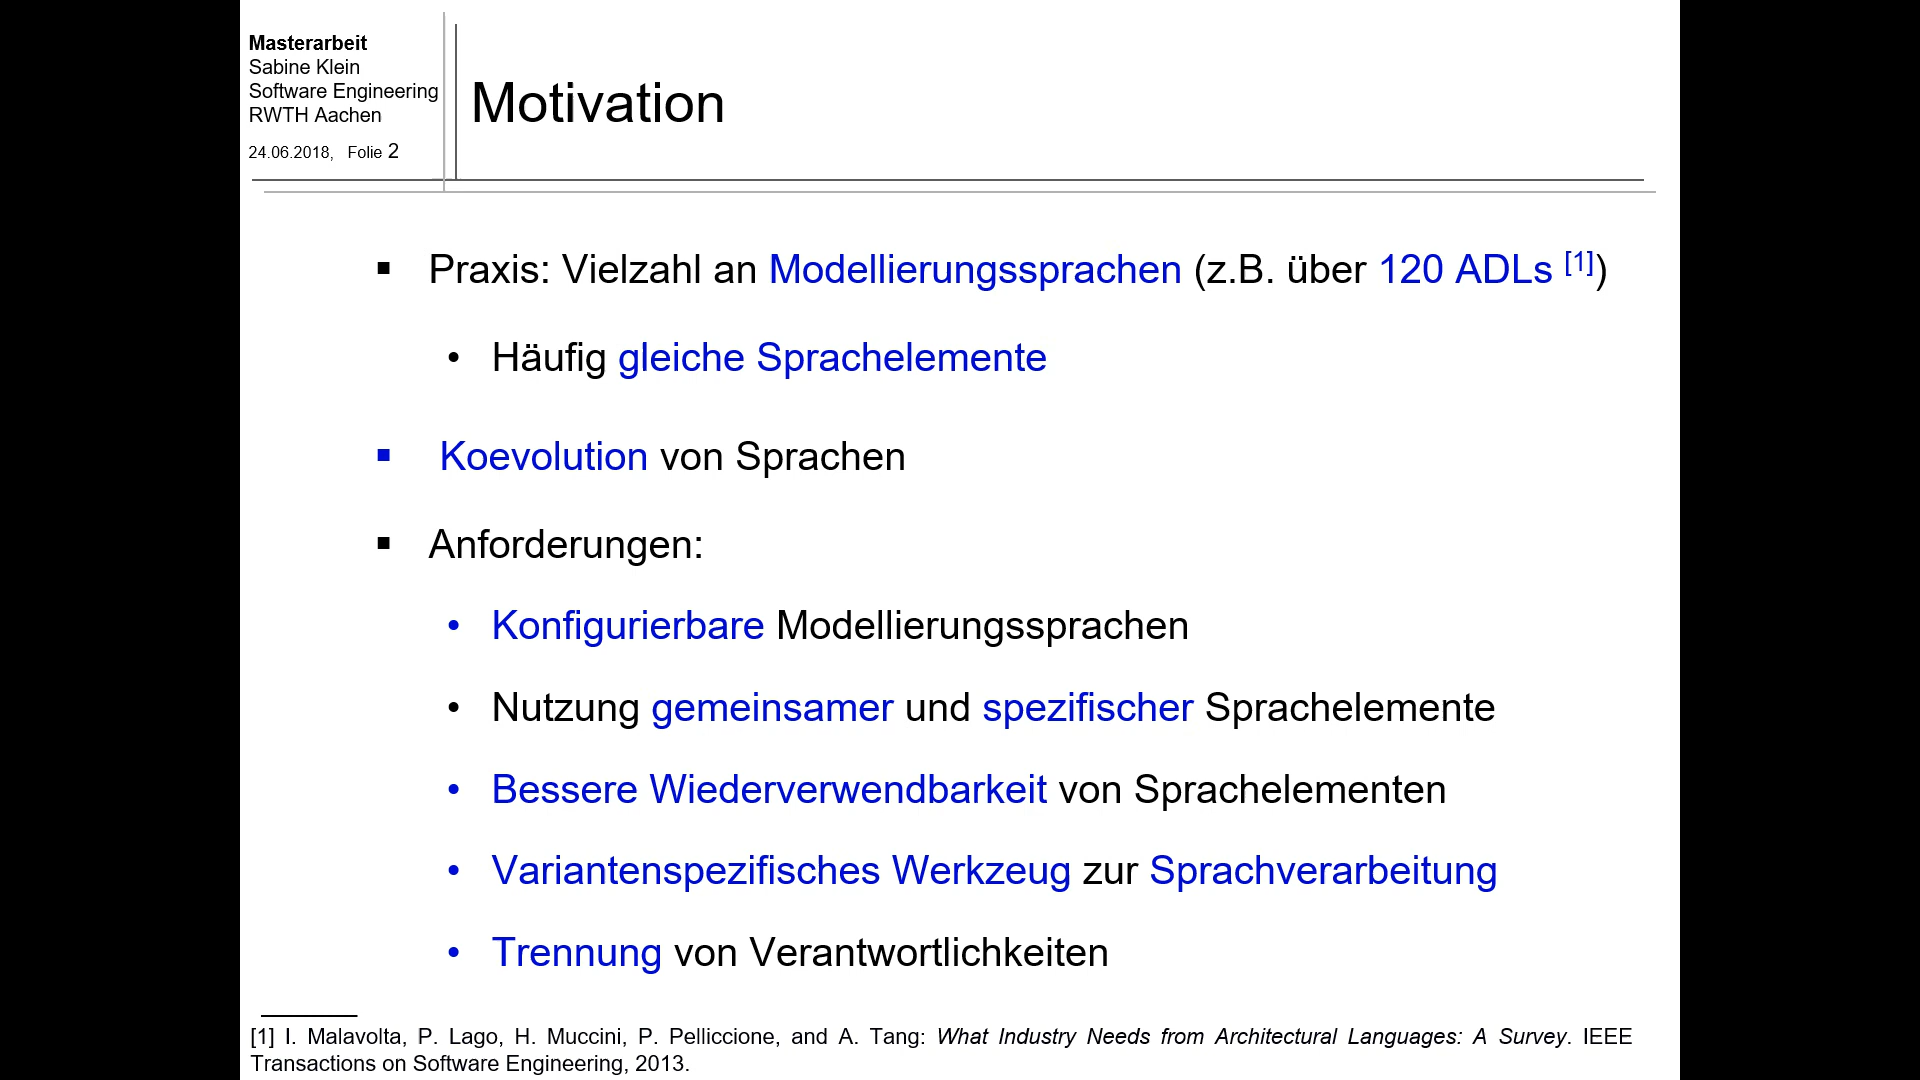 Masterarbeit
Sabine Klein
Software Engineering
RWTH Aachen
24.06.2018, Folie 2
Motivation
▪ Praxis: Vielzahl an Modellierungssprachen (z.B. über 120 ADLs [1])
• Häufig gleiche Sprachelemente
▪ Koevolution von Sprachen
▪ Anforderungen:
• Konfigurierbare Modellierungssprachen
• Nutzung gemeinsamer und spezifischer Sprachelemente
• Bessere Wiederverwendbarkeit von Sprachelementen
• Variantenspezifisches Werkzeug zur Sprachverarbeitung
• Trennung von Verantwortlichkeiten
[1] I. Malavolta, P. Lago, H. Muccini, P. Pelliccione, and A. Tang: What Industry Needs from Architectural Languages: A Survey. IEEE
Transactions on Software Engineering, 2013.